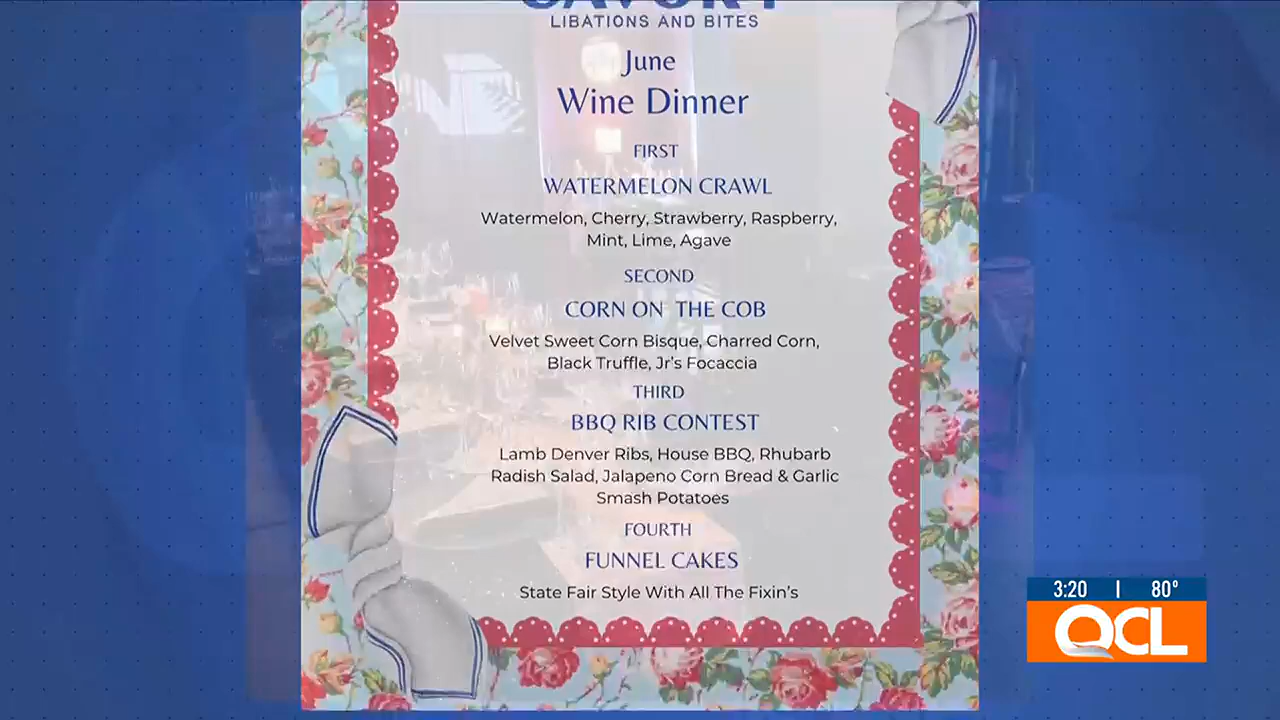 SAVORY
LIBATIONS AND BITES
June
Wine Dinner
FIRST
WATERMELON CRAWL
Watermelon, Cherry, Strawberry, Raspberry,
Mint, Lime, Agave
SECOND
CORN ON THE COB
Velvet Sweet Corn Bisque, Charred Corn,
Black Truffle, Jr's Focaccia
THIRD
BBQ RIB CONTEST
Lamb Denver Ribs, House BBQ, Rhubarb
Radish Salad, Jalapeno Corn Bread & Garlic
Smash Potatoes
FOURTH
FUNNEL CAKES
State Fair Style With All The Fixin's
3:20 | 80°
QCL